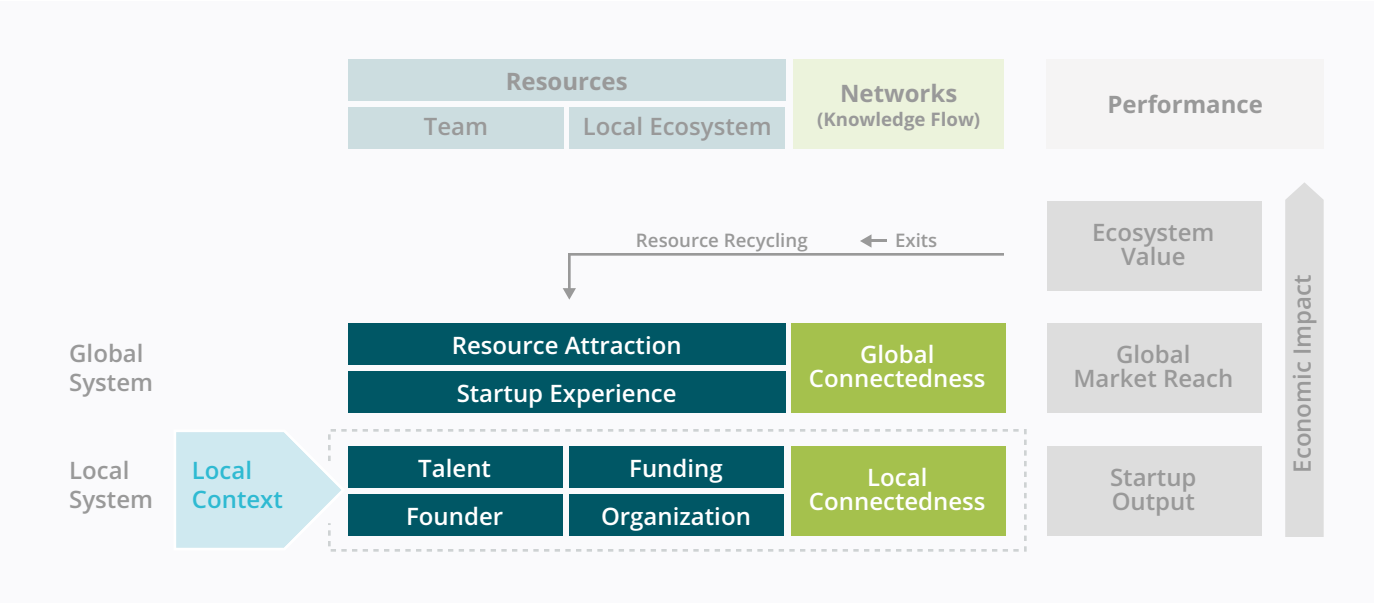 Resources
Team
Local Ecosystem
Networks
(Knowledge Flow)
Performance
Resource Recycling
Exits
Ecosystem
Value
Global
System
Resource Attraction
Startup Experience
Global
Connectedness
Global
Market Reach
Economic Impact
Local
System
Local
Context
Talent
Funding
Founder
Organization
Local
Connectedness
Startup
Output